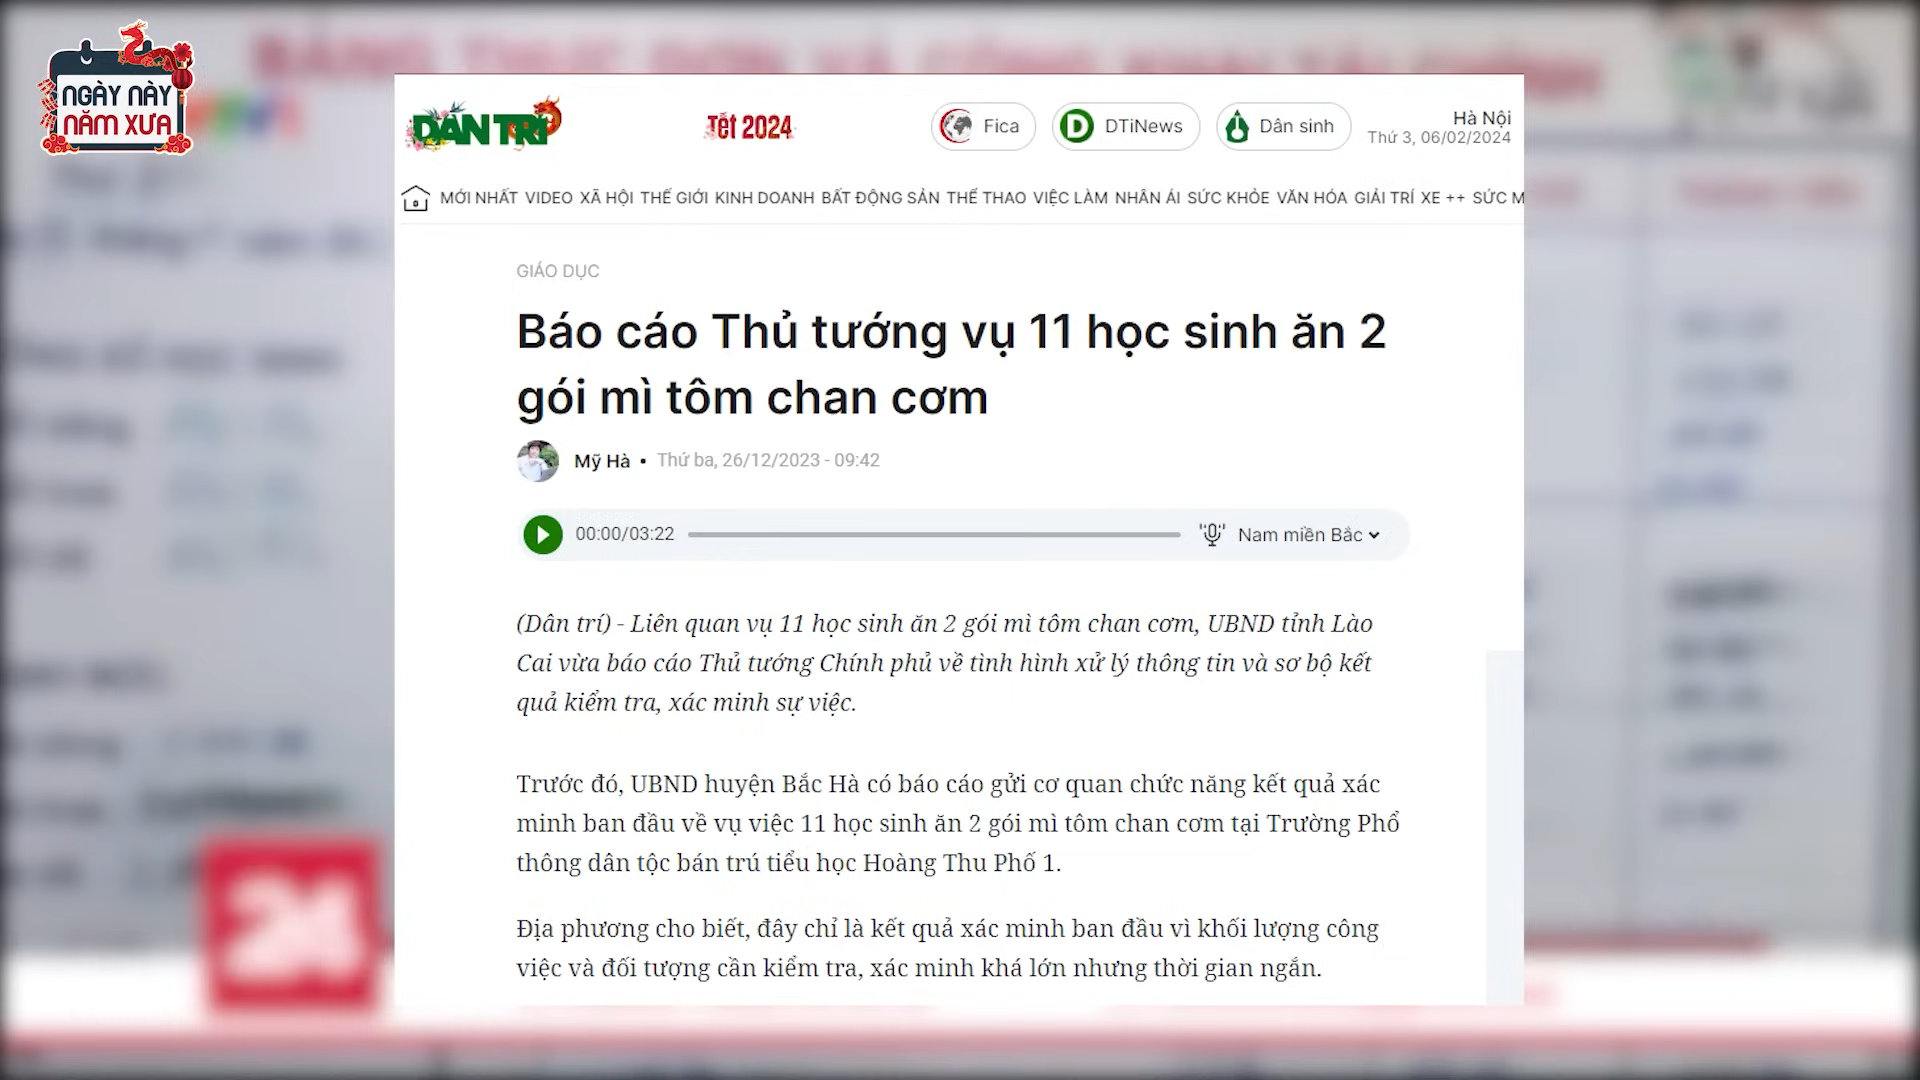 NGÀY NÀY
NĂM XƯA
DÂN TRÍ
Tết 2024
Fica
DTiNews
Dân sinh
Hà Nội
Thứ 3, 06/02/2024
MỚI NHẤT VIDEO XÃ HỘI THẾ GIỚI KINH DOANH BẤT ĐỘNG SẢN THỂ THAO VIỆC LÀM NHÂN ÁI SỨC KHỎE VĂN HÓA GIẢI TRÍ XE ++ SỨC M
GIÁO DỤC
Báo cáo Thủ tướng vụ 11 học sinh ăn 2
gói mì tôm chan cơm
Mỹ Hà • Thứ ba, 26/12/2023 - 09:42
00:00/03:22
Nam miền Bắc
(Dân trí) - Liên quan vụ 11 học sinh ăn 2 gói mì tôm chan cơm, UBND tỉnh Lào
Cai vừa báo cáo Thủ tướng Chính phủ về tình hình xử lý thông tin và sơ bộ kết
quả kiểm tra, xác minh sự việc.
Trước đó, UBND huyện Bắc Hà có báo cáo gửi cơ quan chức năng kết quả xác
minh ban đầu về vụ việc 11 học sinh ăn 2 gói mì tôm chan cơm tại Trường Phổ
thông dân tộc bán trú tiểu học Hoàng Thu Phố 1.
Địa phương cho biết, đây chỉ là kết quả xác minh ban đầu vì khối lượng công
việc và đối tượng cần kiểm tra, xác minh khá lớn nhưng thời gian ngắn.
24